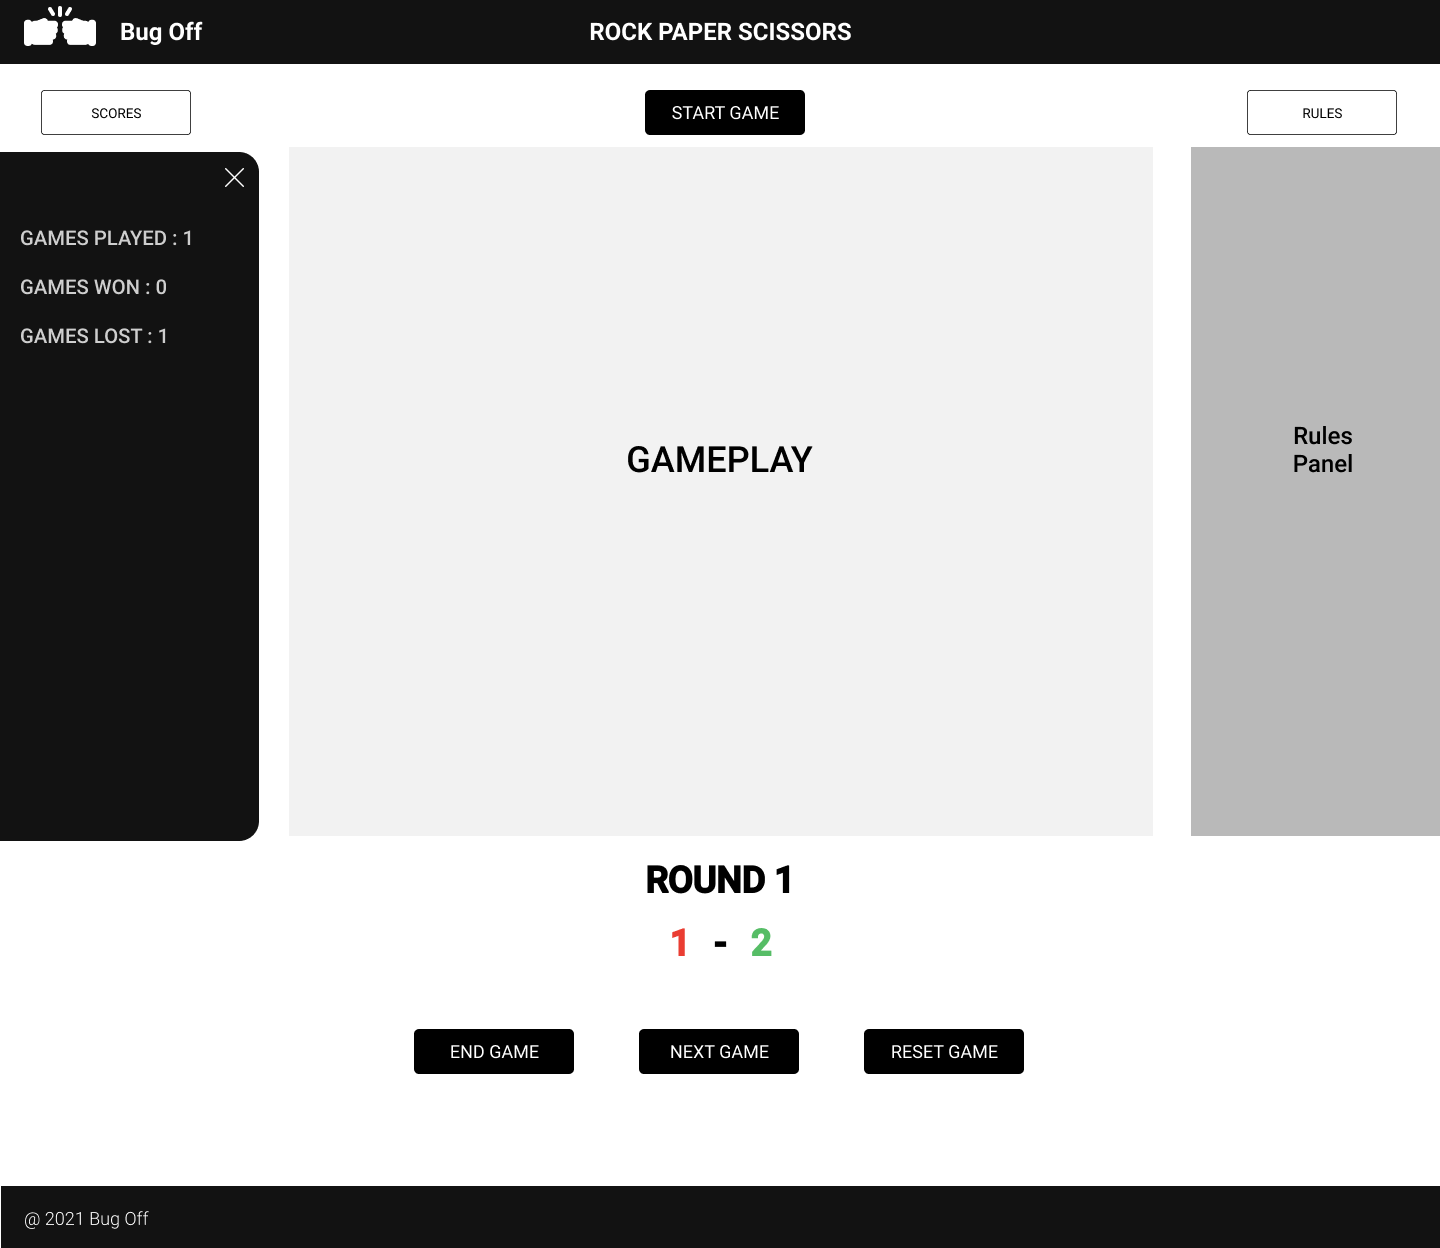 Bug Off
ROCK PAPER SCISSORS
SCORES
START GAME
RULES
GAMES PLAYED : 1
GAMES WON : 0
GAMES LOST : 1
GAMEPLAY
Rules
Panel
ROUND 1
1 - 2
END GAME
NEXT GAME
RESET GAME
@ 2021 Bug Off